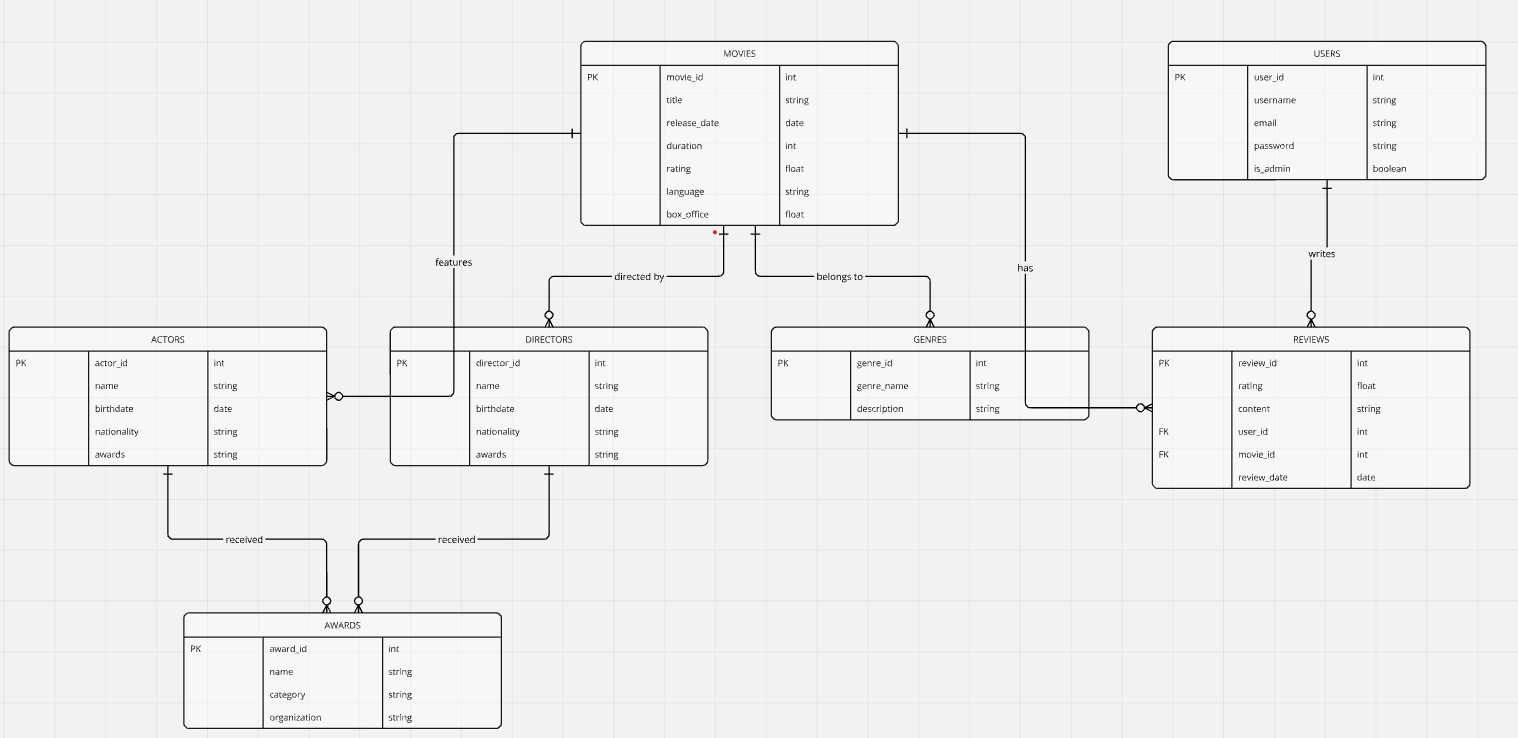 MOVIES
PK movie_id int
title string
release_date date
duration int
rating float
language string
box_office float
USERS
PK user_id int
username string
email string
password string
is_admin boolean
features
directed by
belongs to
has
writes
ACTORS
PK actor_id int
name string
birthdate date
nationality string
awards string
DIRECTORS
PK director_id int
name string
birthdate date
nationality string
awards string
GENRES
PK genre_id int
genre_name string
description string
REVIEWS
PK review_id int
rating float
content string
FK user_id int
FK movie_id int
review_date date
received
received
AWARDS
PK award_id int
name string
category string
organization string